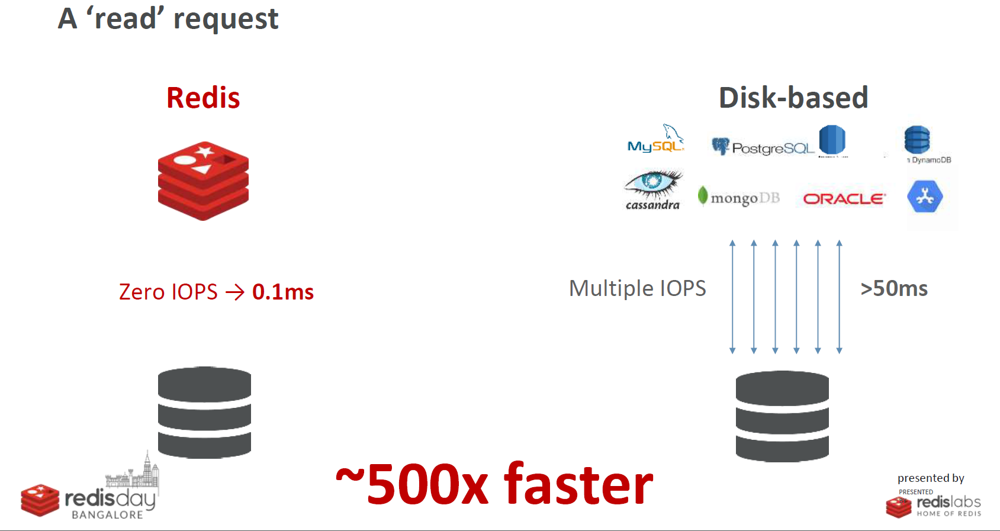 A ‘read’ request
Redis
Disk-based
MySQL
PostgreSQL
DynamoDB
cassandra
mongoDB
ORACLE
Zero IOPS → 0.1ms
Multiple IOPS
>50ms
~500x faster
redisday
BANGALORE
presented by
PRESENTED
redislabs
HOME OF REDIS